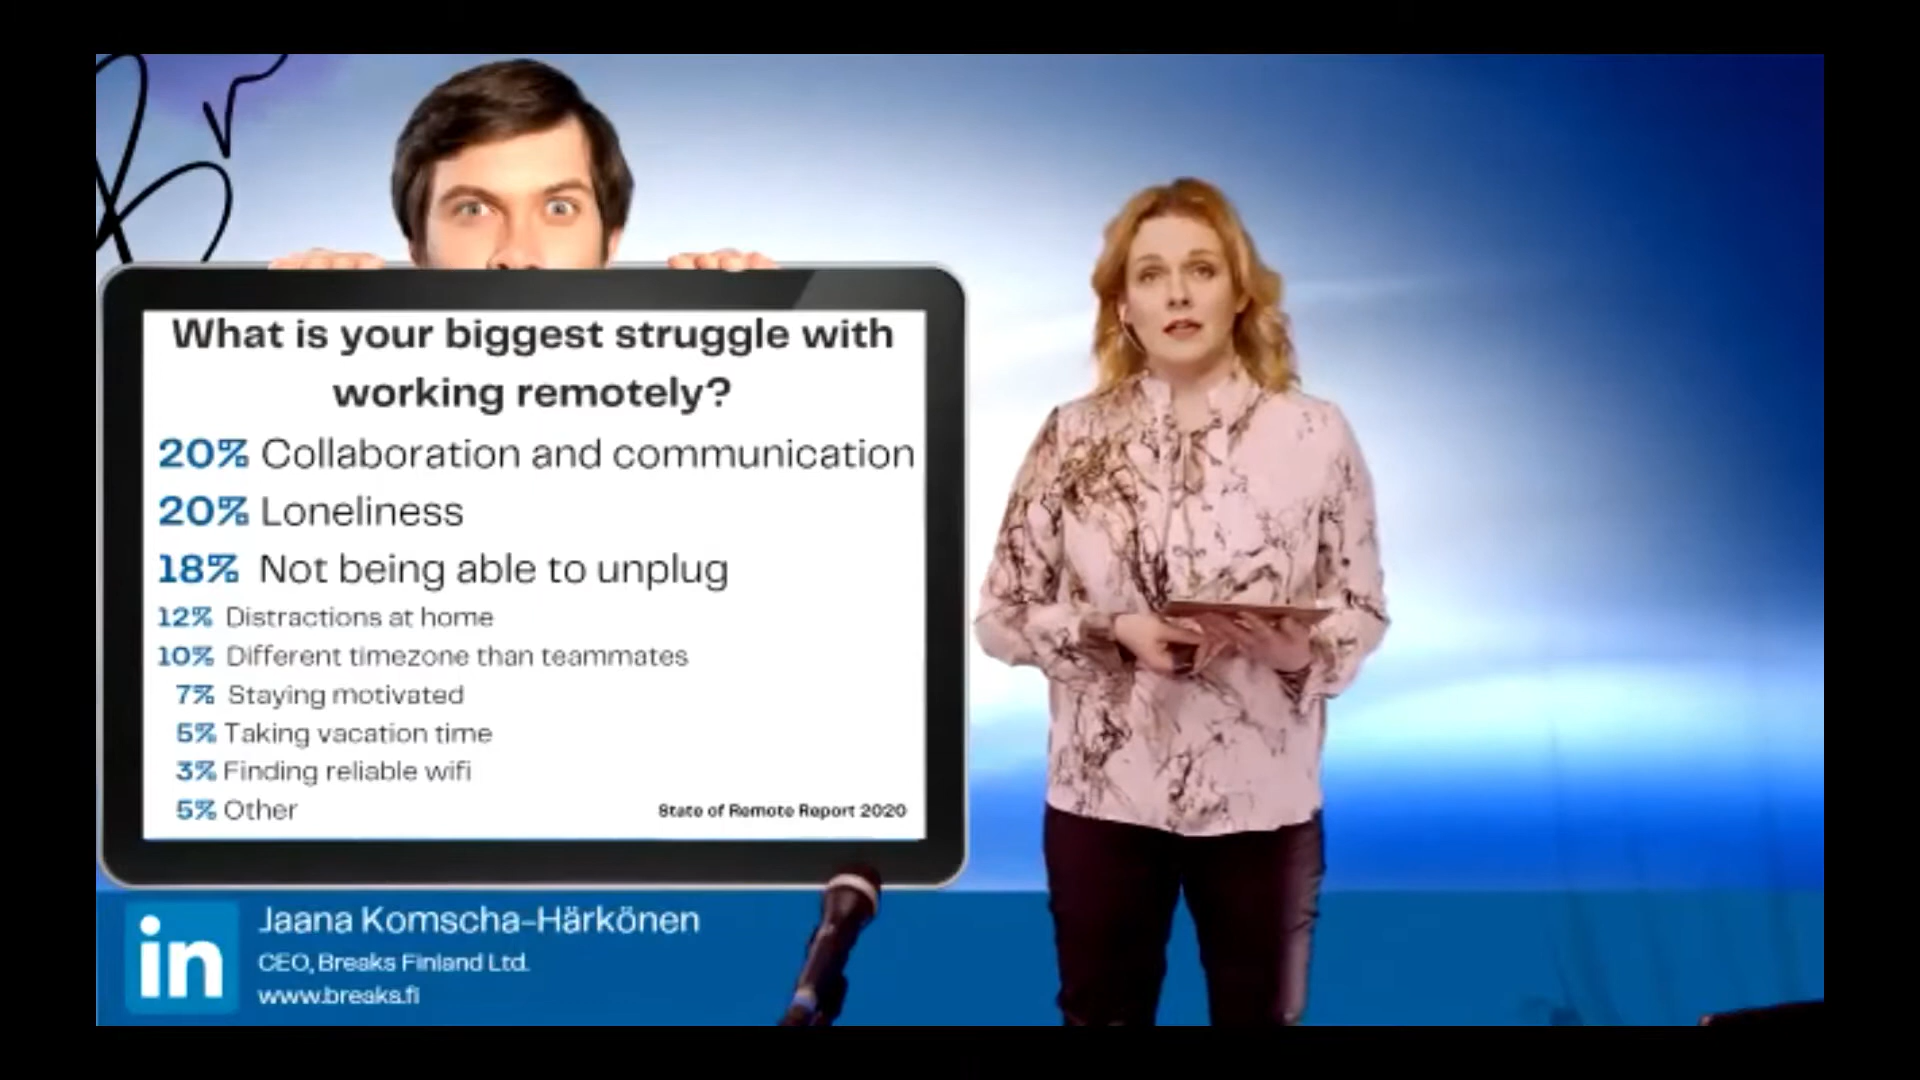 Br
What is your biggest struggle with
working remotely?
20% Collaboration and communication
20% Loneliness
18% Not being able to unplug
12% Distractions at home
10% Different timezone than teammates
7% Staying motivated
5% Taking vacation time
3% Finding reliable wifi
5% Other
State of Remote Report 2020
in
Jaana Komscha-Härkönen
CEO, Breaks Finland Ltd.
www.breaks.fi